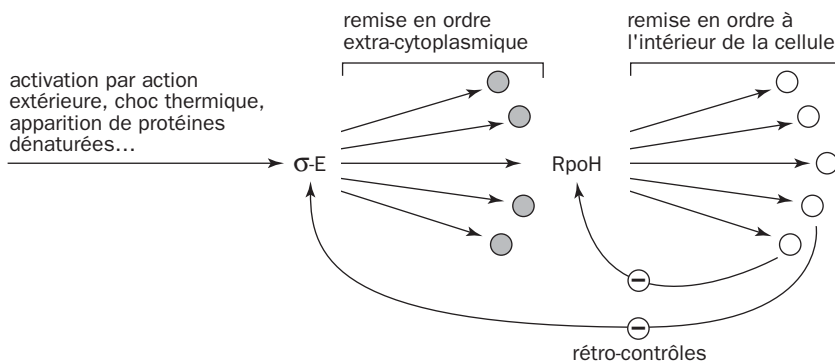 remise en ordre
extra-cytoplasmique
remise en ordre à
l'intérieur de la cellule
activation par action
extérieure, choc thermique,
apparition de protéines
dénaturées...
σ-E
RpoH
rétro-contrôles